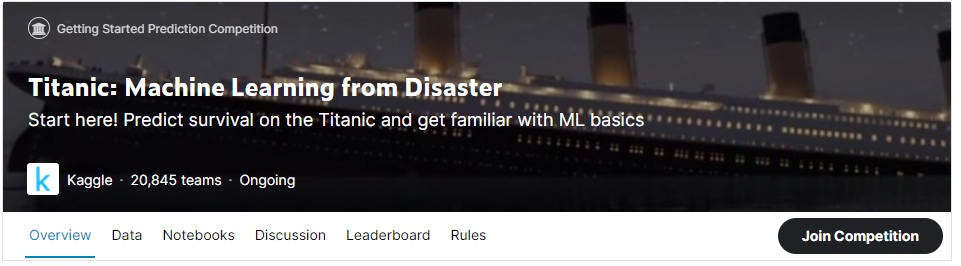 Getting Started Prediction Competition
Titanic: Machine Learning from Disaster
Start here! Predict survival on the Titanic and get familiar with ML basics
k Kaggle · 20,845 teams · Ongoing
Overview Data Notebooks Discussion Leaderboard Rules Join Competition